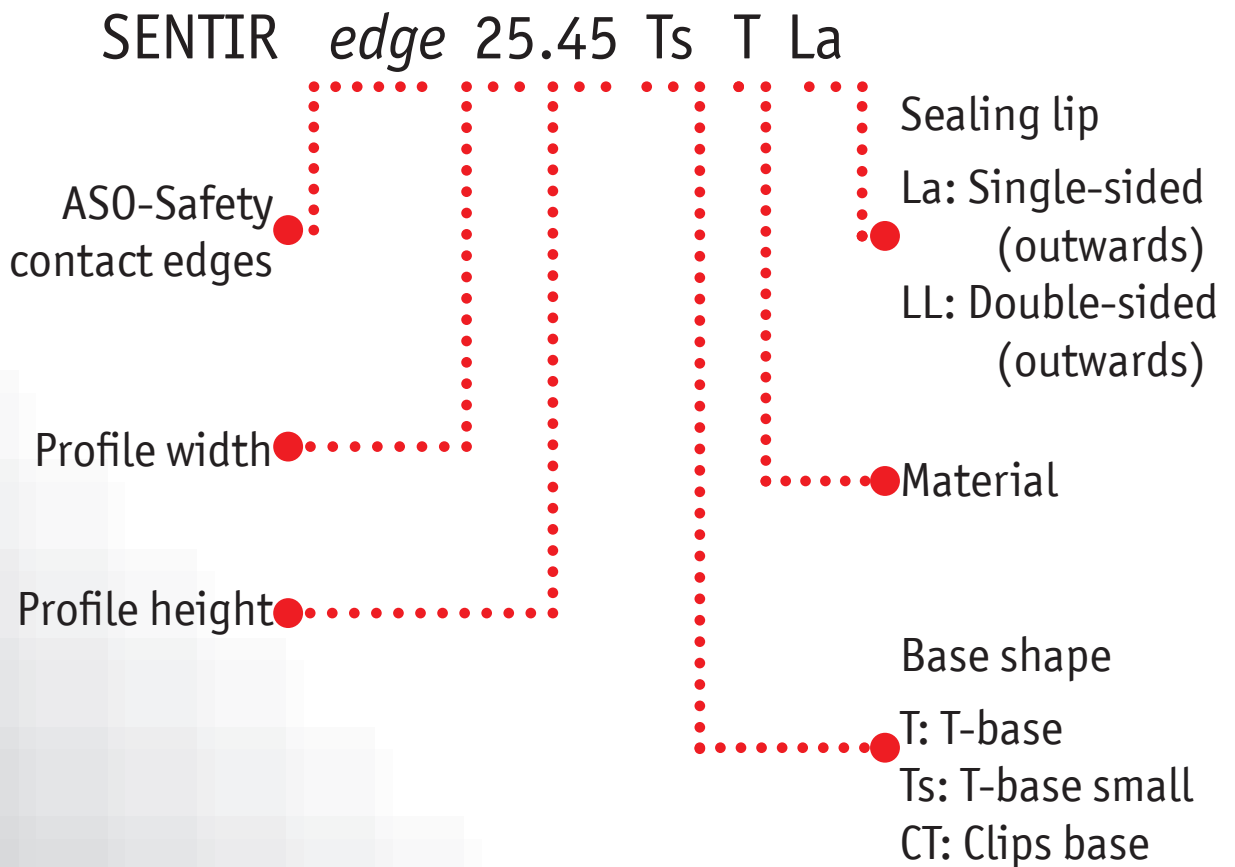 SENTIR edge 25.45 Ts T La
ASO-Safety
contact edges
Profile width
Profile height
Sealing lip
La: Single-sided
(outwards)
LL: Double-sided
(outwards)
Material
Base shape
T: T-base
Ts: T-base small
CT: Clips base